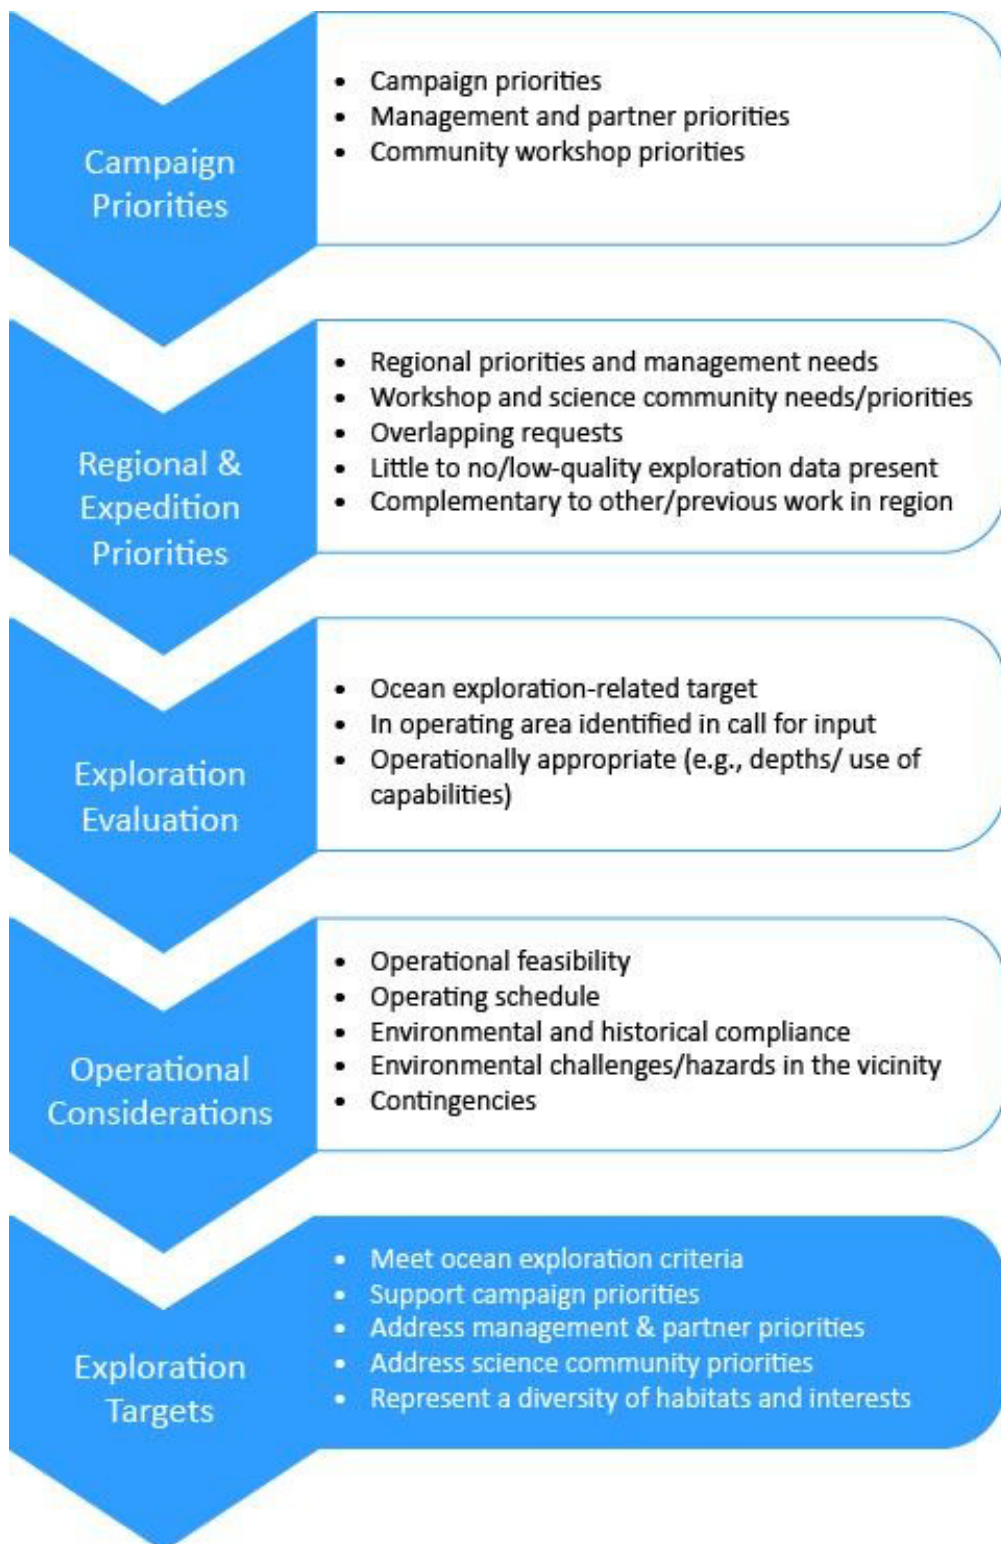 Campaign
Priorities
• Campaign priorities
• Management and partner priorities
• Community workshop priorities
Regional &
Expedition
Priorities
• Regional priorities and management needs
• Workshop and science community needs/priorities
• Overlapping requests
• Little to no/low-quality exploration data present
• Complementary to other/previous work in region
Exploration
Evaluation
• Ocean exploration-related target
• In operating area identified in call for input
• Operationally appropriate (e.g., depths/ use of
capabilities)
Operational
Considerations
• Operational feasibility
• Operating schedule
• Environmental and historical compliance
• Environmental challenges/hazards in the vicinity
• Contingencies
Exploration
Targets
• Meet ocean exploration criteria
• Support campaign priorities
• Address management & partner priorities
• Address science community priorities
• Represent a diversity of habitats and interests